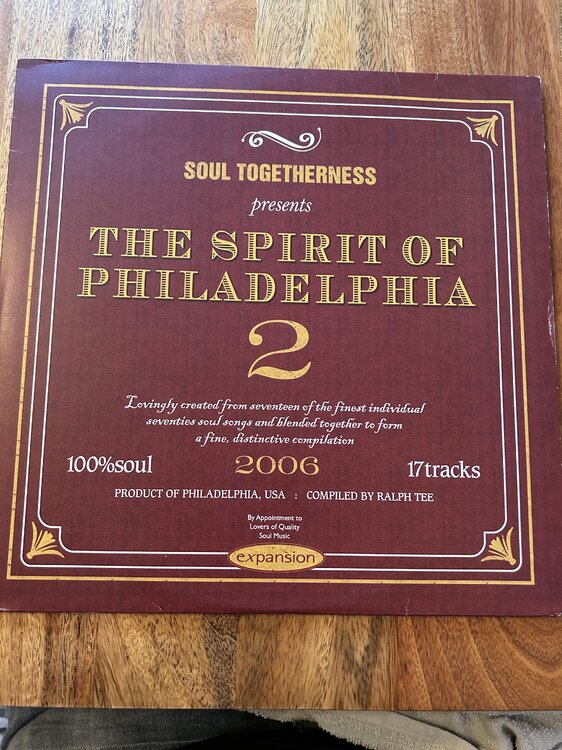 SOUL TOGETHERNESS
presents
THE SPIRIT OF
PHILADELPHIA
2
Lovingly created from seventeen of the finest individual
seventies soul songs and blended together to form
a fine, distinctive compilation
100%soul 2006 17tracks
PRODUCT OF PHILADELPHIA, USA : COMPILED BY RALPH TEE
By Appointment to
Lovers of Quality
Soul Music
expansion